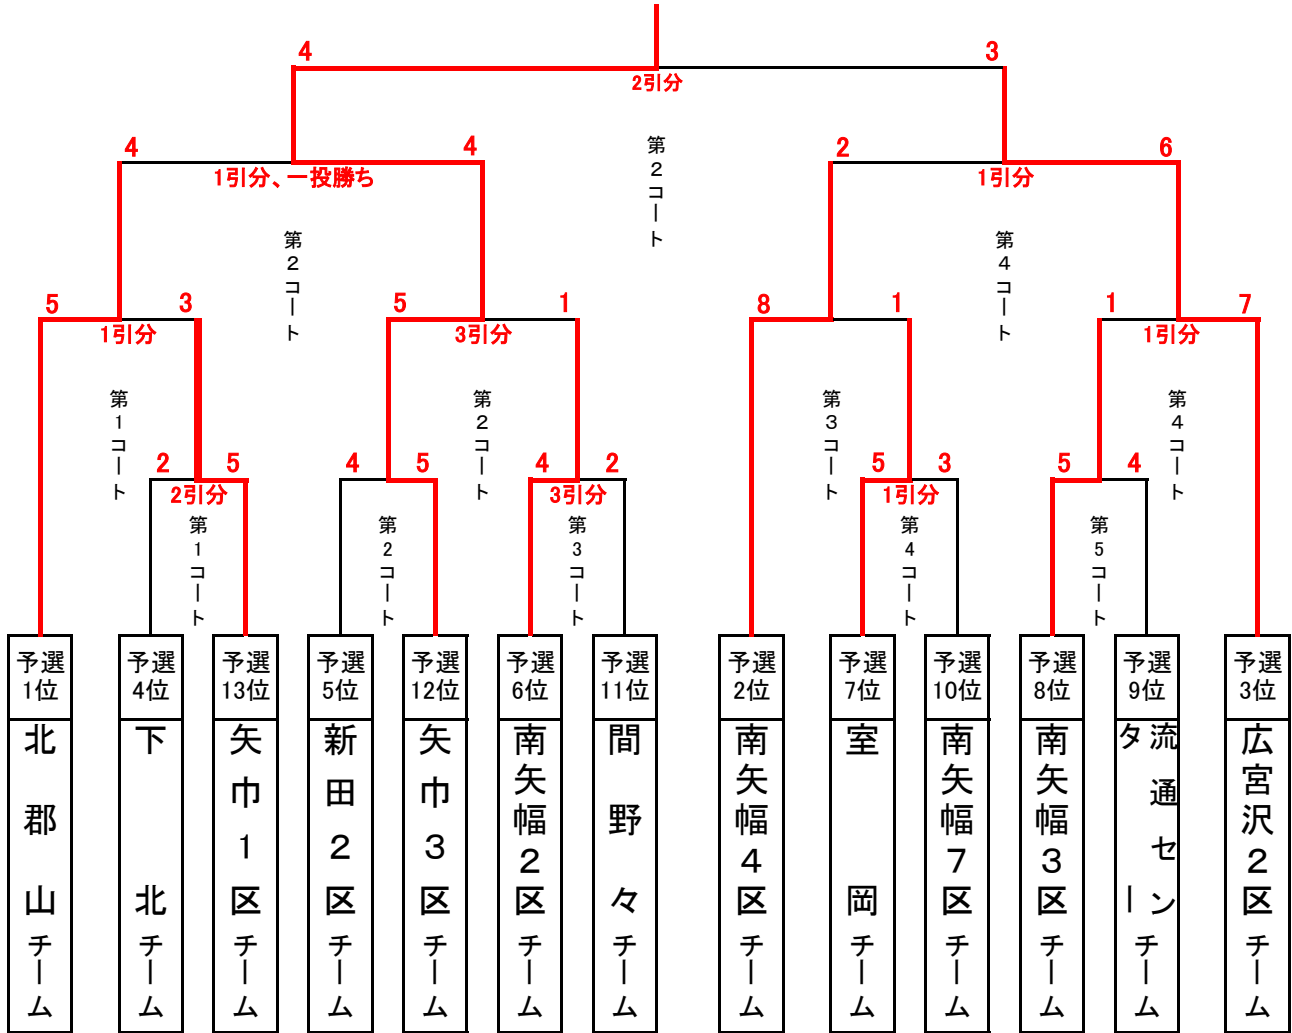 4 3
2引分
4 4 2 6
1引分、一投勝ち 1引分
第2コート
第2コート 第4コート
5 3 5 1 8 1 1 7
1引分 3引分 1引分
第1コート 第2コート 第3コート 第4コート
2 5 4 5 4 2 5 3 5 4
2引分 3引分 1引分
第1コート 第2コート 第3コート 第4コート 第5コート
予選1位 北郡山チーム
予選4位 下北チーム
予選13位 矢巾1区チーム
予選5位 新田2区チーム
予選12位 矢巾3区チーム
予選6位 南矢幅2区チーム
予選11位 間野々チーム
予選2位 南矢幅4区チーム
予選7位 室岡チーム
予選10位 南矢幅7区チーム
予選8位 南矢幅3区チーム
予選9位 流通センターチーム
予選3位 広宮沢2区チーム